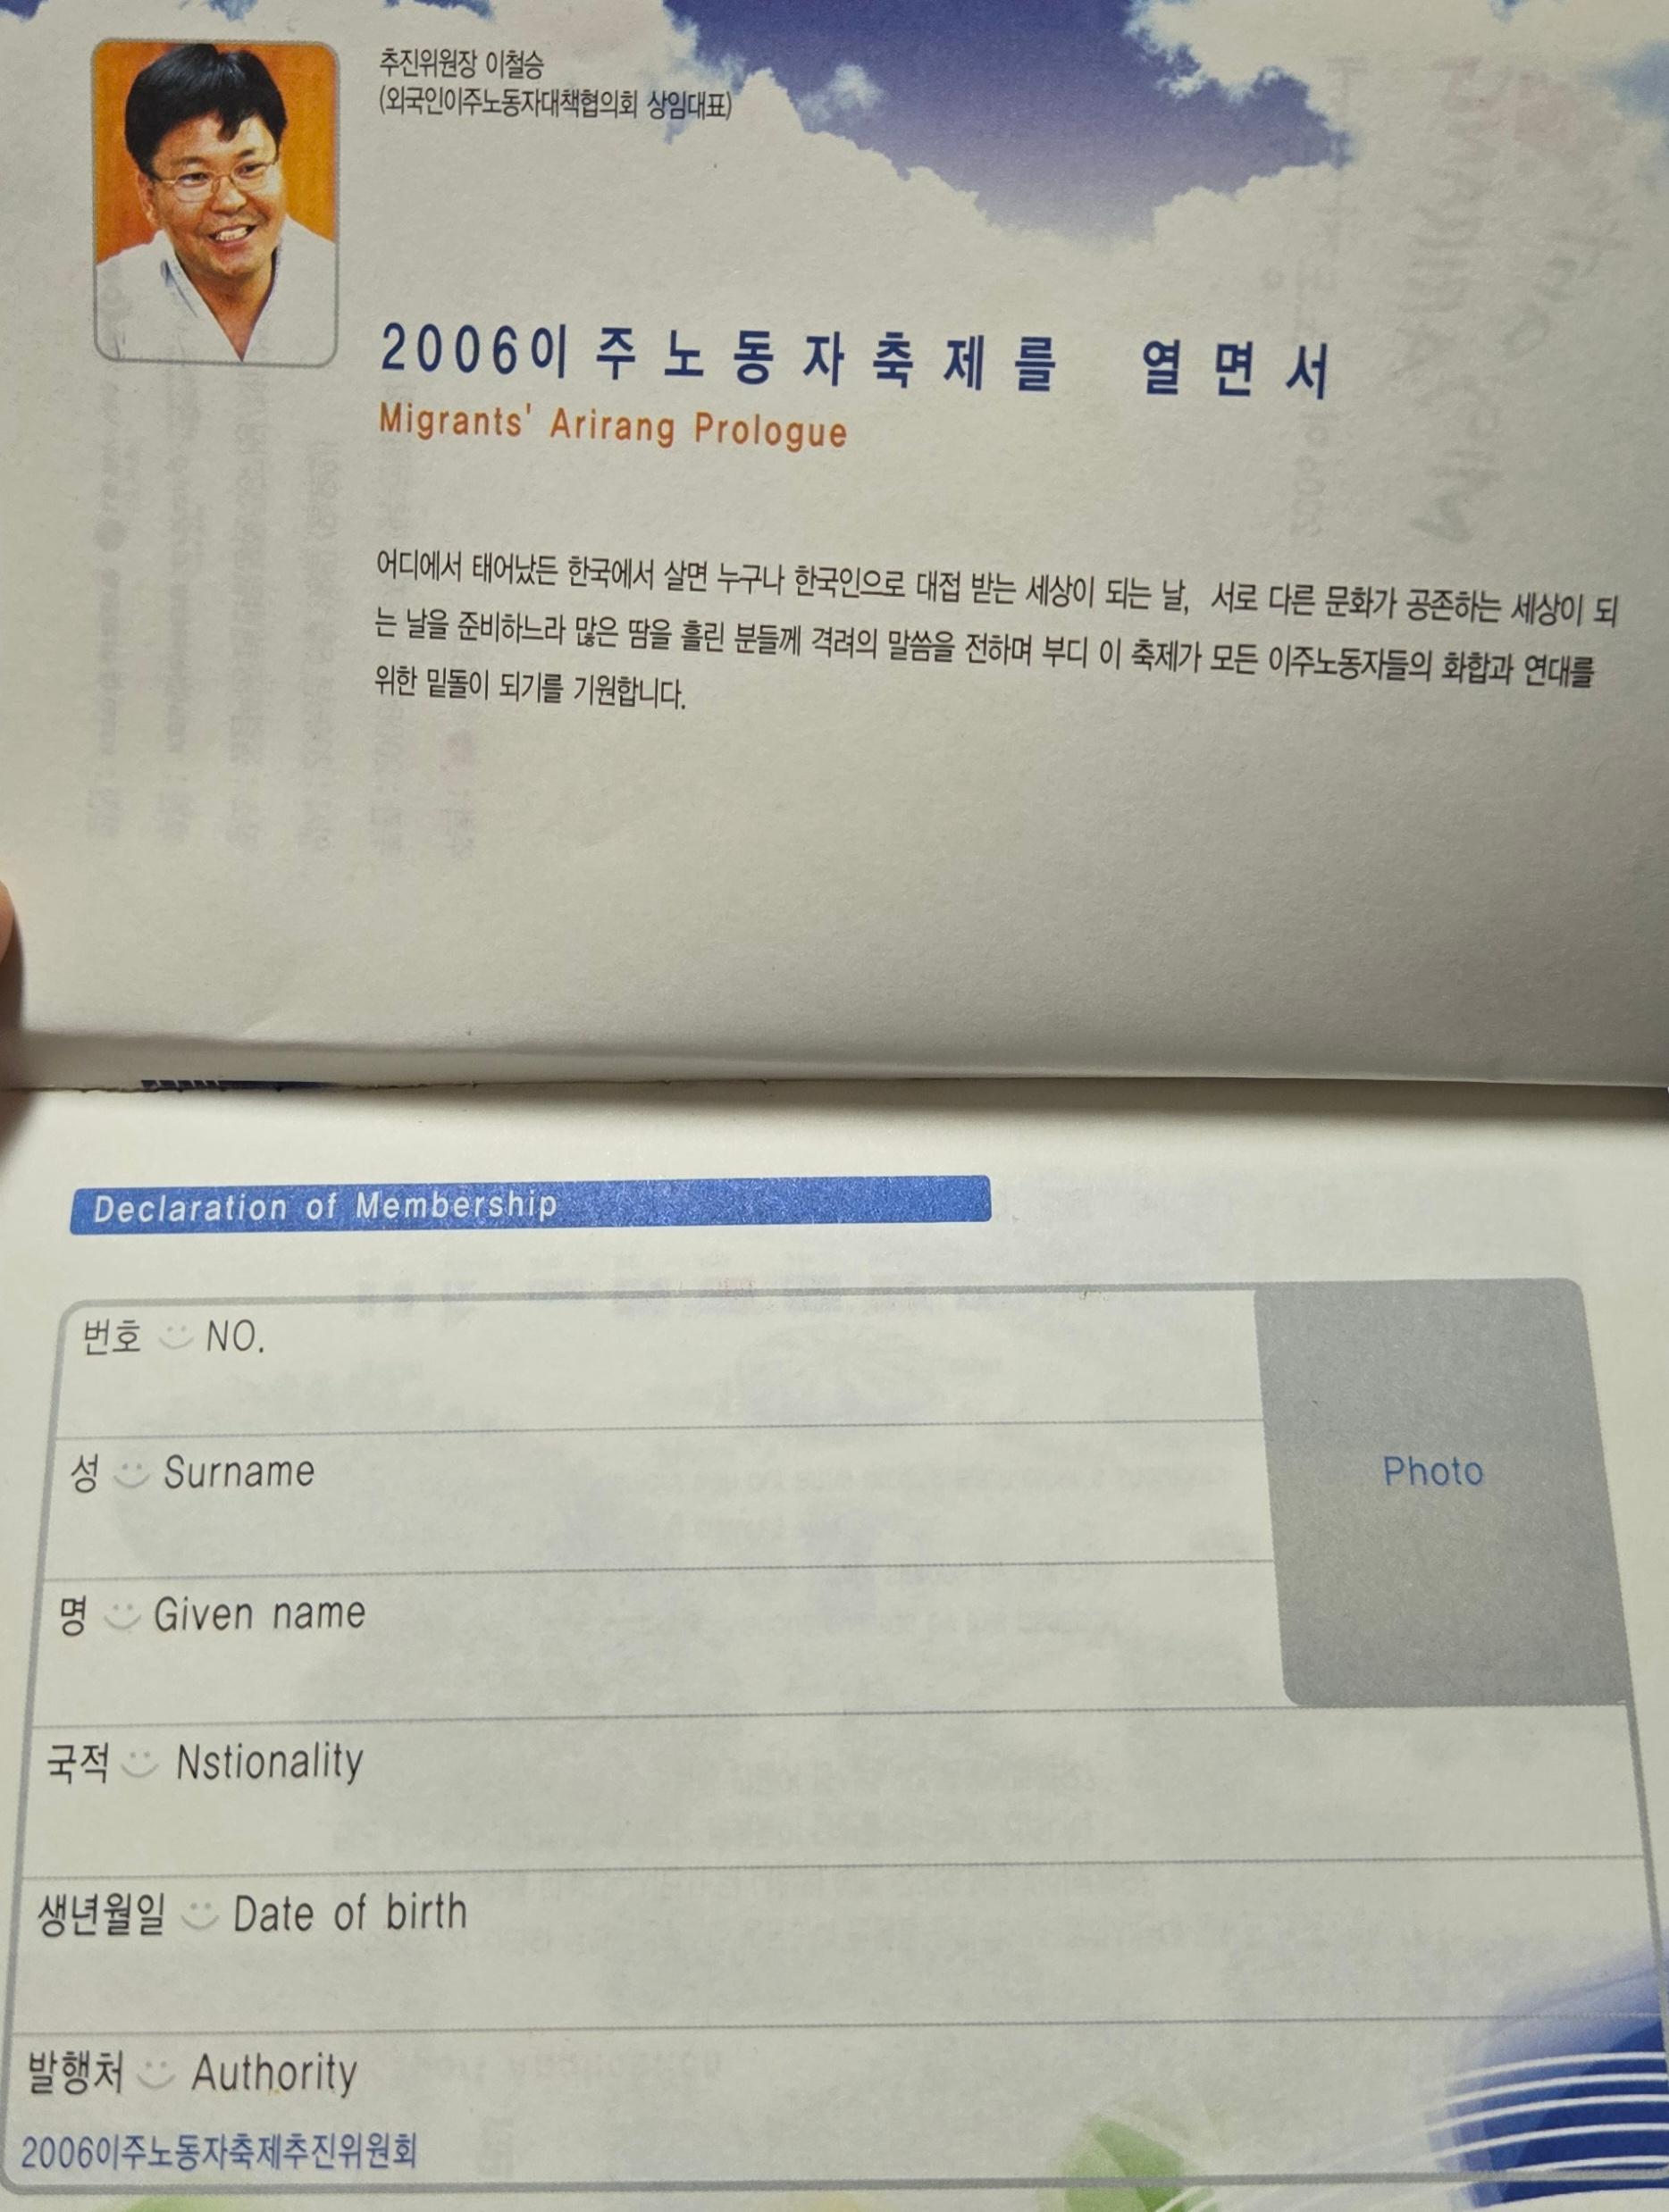 추진위원장 이철승
(외국인이주노동자대책협의회 상임대표)
2006이주노동자축제를 열면서
Migrants' Arirang Prologue
어디에서 태어났든 한국에서 살면 누구나 한국인으로 대접 받는 세상이 되는 날, 서로 다른 문화가 공존하는 세상이 되
는 날을 준비하느라 많은 땀을 흘린 분들께 격려의 말씀을 전하며 부디 이 축제가 모든 이주노동자들의 화합과 연대를
위한 밑돌이 되기를 기원합니다.
Declaration of Membership
번호 NO.
성 Surname
Photo
명 Given name
국적 Nstionality
생년월일 Date of birth
발행처 Authority
2006이주노동자축제추진위원회